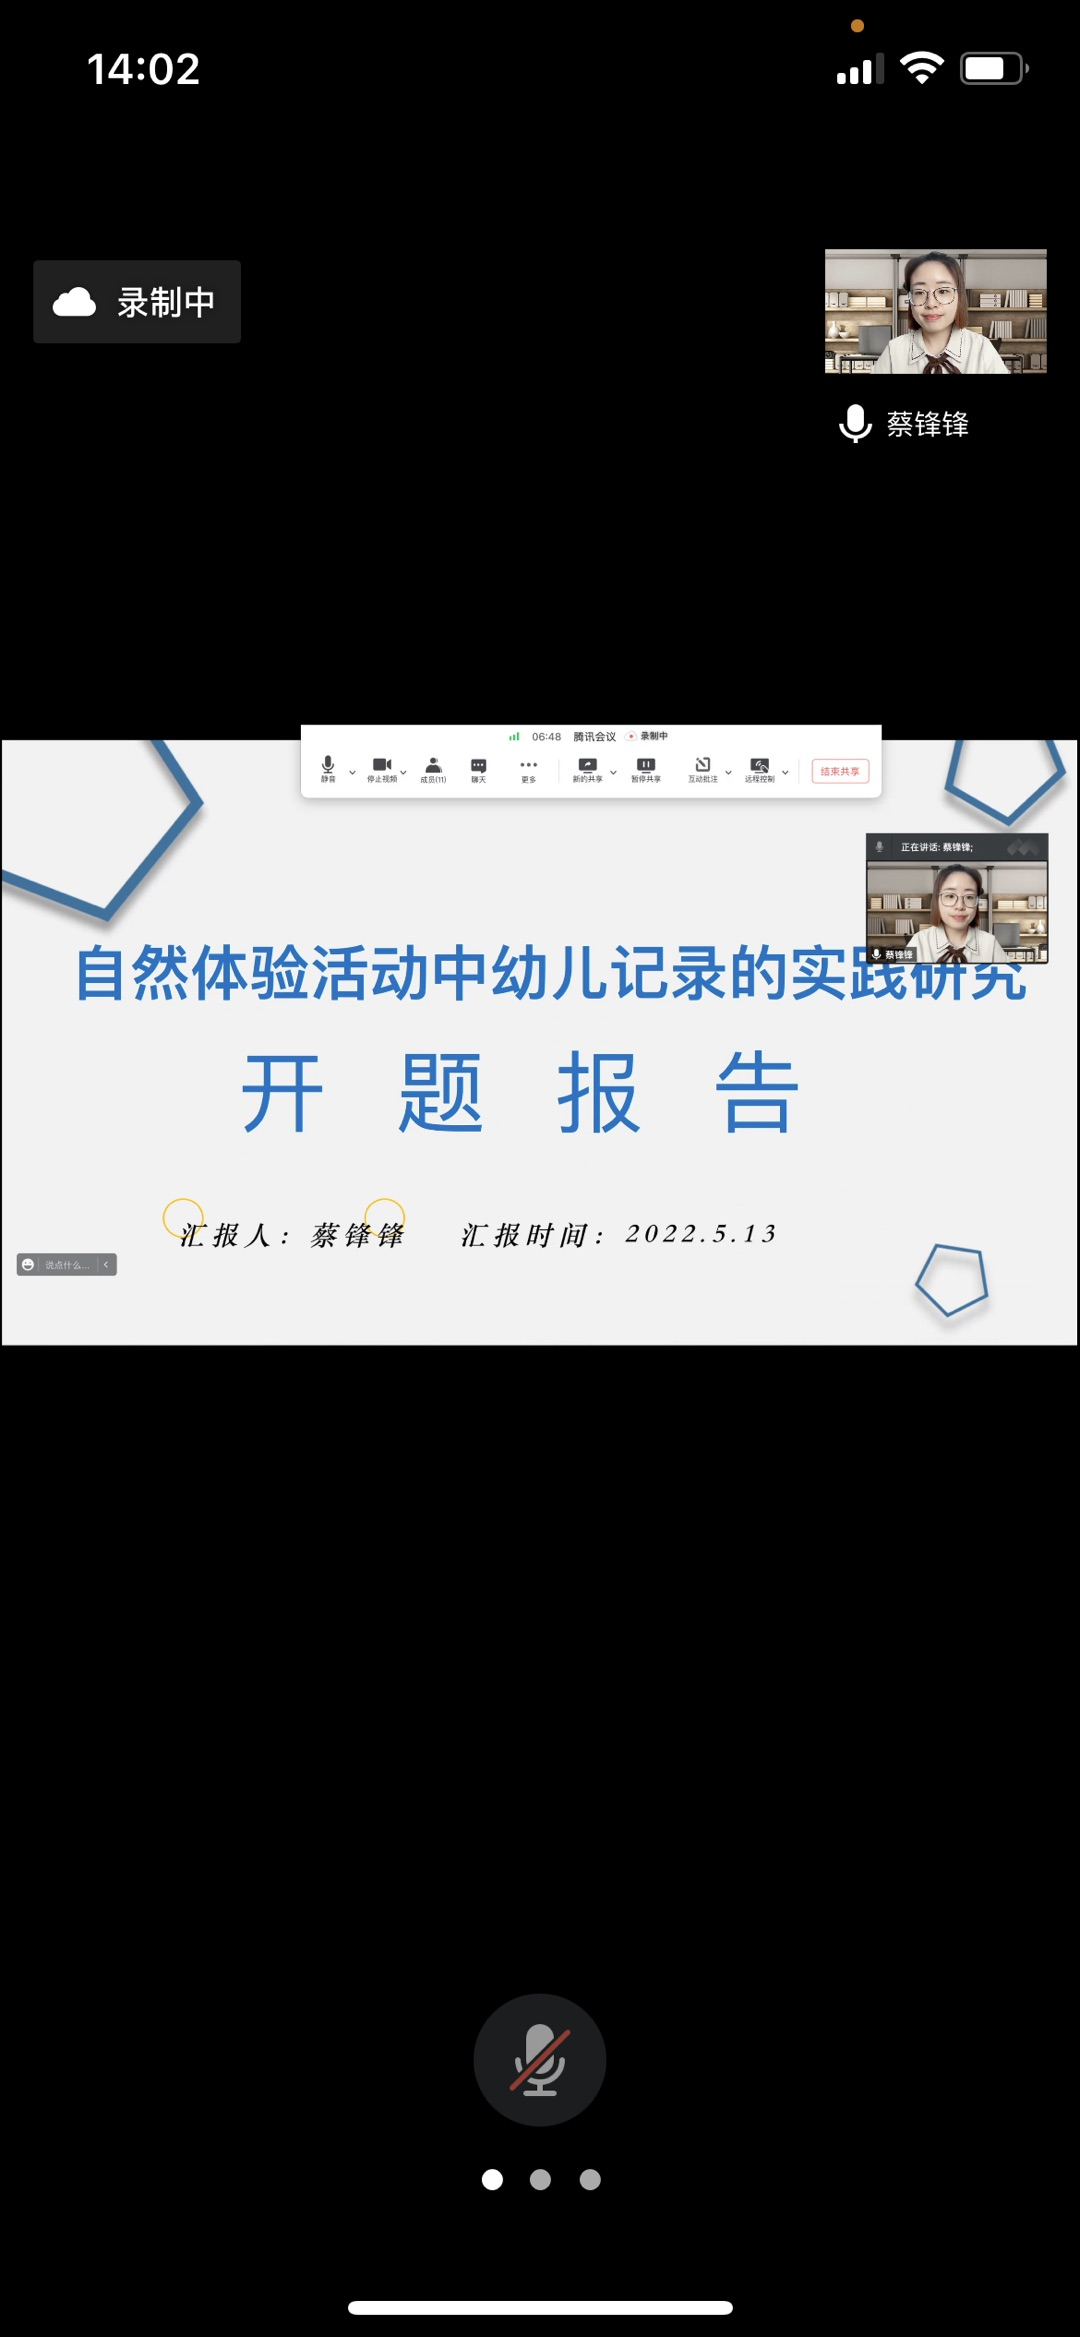 14:02
录制中
蔡锋锋
06:48 腾讯会议 录制中
静音 停止视频 成员(11) 聊天 更多 新的共享 暂停共享 互动批注 远程控制 结束共享
正在讲话: 蔡锋锋;
蔡锋锋
自然体验活动中幼儿记录的实践研究
开题报告
汇报人：蔡锋锋 汇报时间：2022.5.13
说点什么...